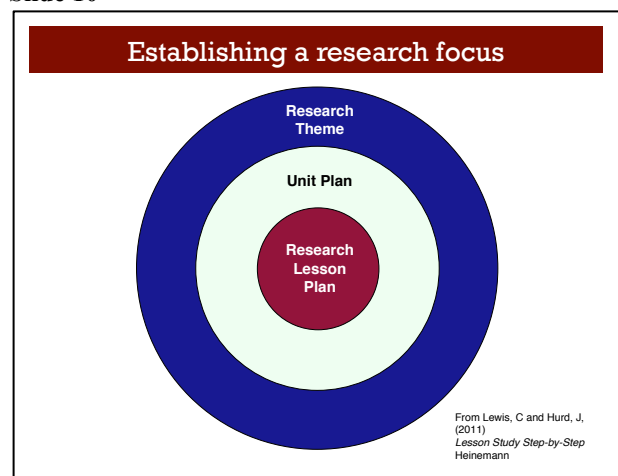 Establishing a research focus
Research
Theme
Unit Plan
Research
Lesson
Plan
From Lewis, C and Hurd, J,
(2011)
Lesson Study Step-by-Step
Heinemann